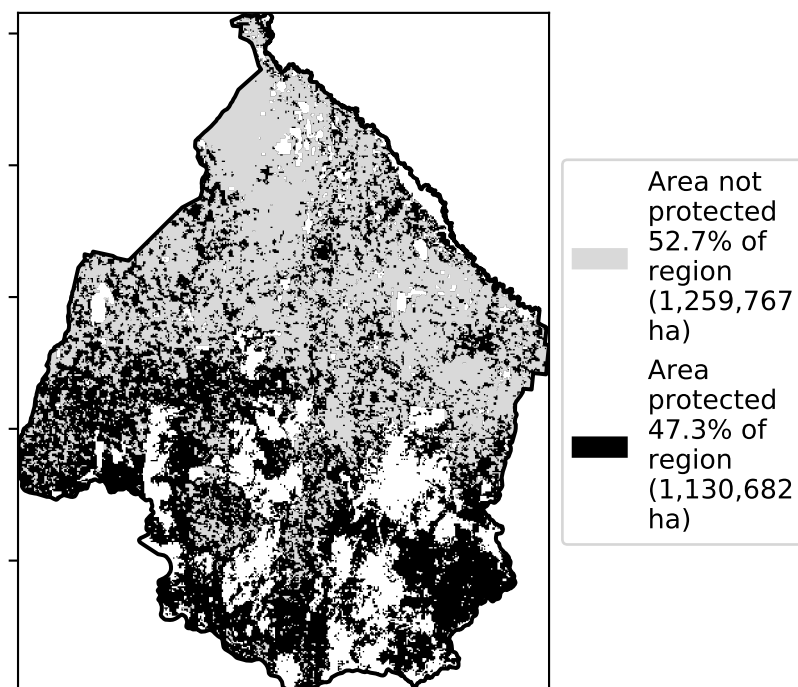 Area not
protected
52.7% of
region
(1,259,767
ha)
Area
protected
47.3% of
region
(1,130,682
ha)